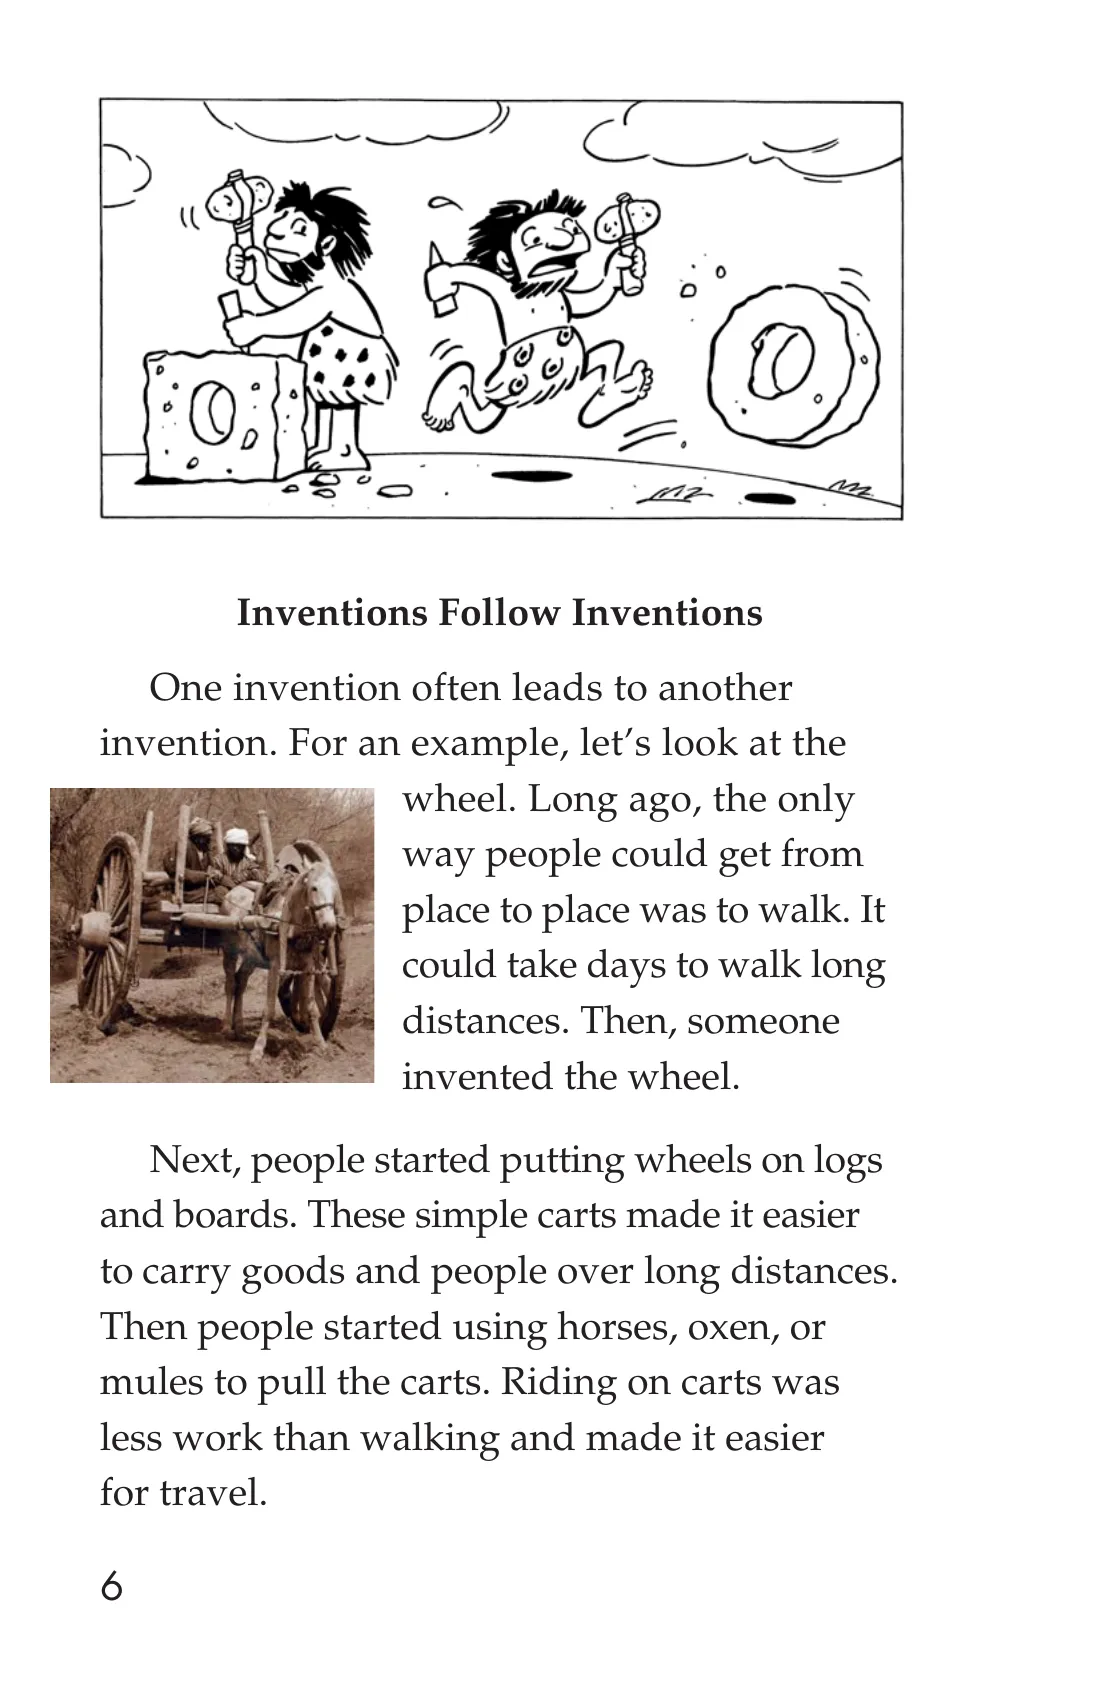 Inventions Follow Inventions
One invention often leads to another
invention. For an example, let’s look at the
wheel. Long ago, the only
way people could get from
place to place was to walk. It
could take days to walk long
distances. Then, someone
invented the wheel.
Next, people started putting wheels on logs
and boards. These simple carts made it easier
to carry goods and people over long distances.
Then people started using horses, oxen, or
mules to pull the carts. Riding on carts was
less work than walking and made it easier
for travel.
6